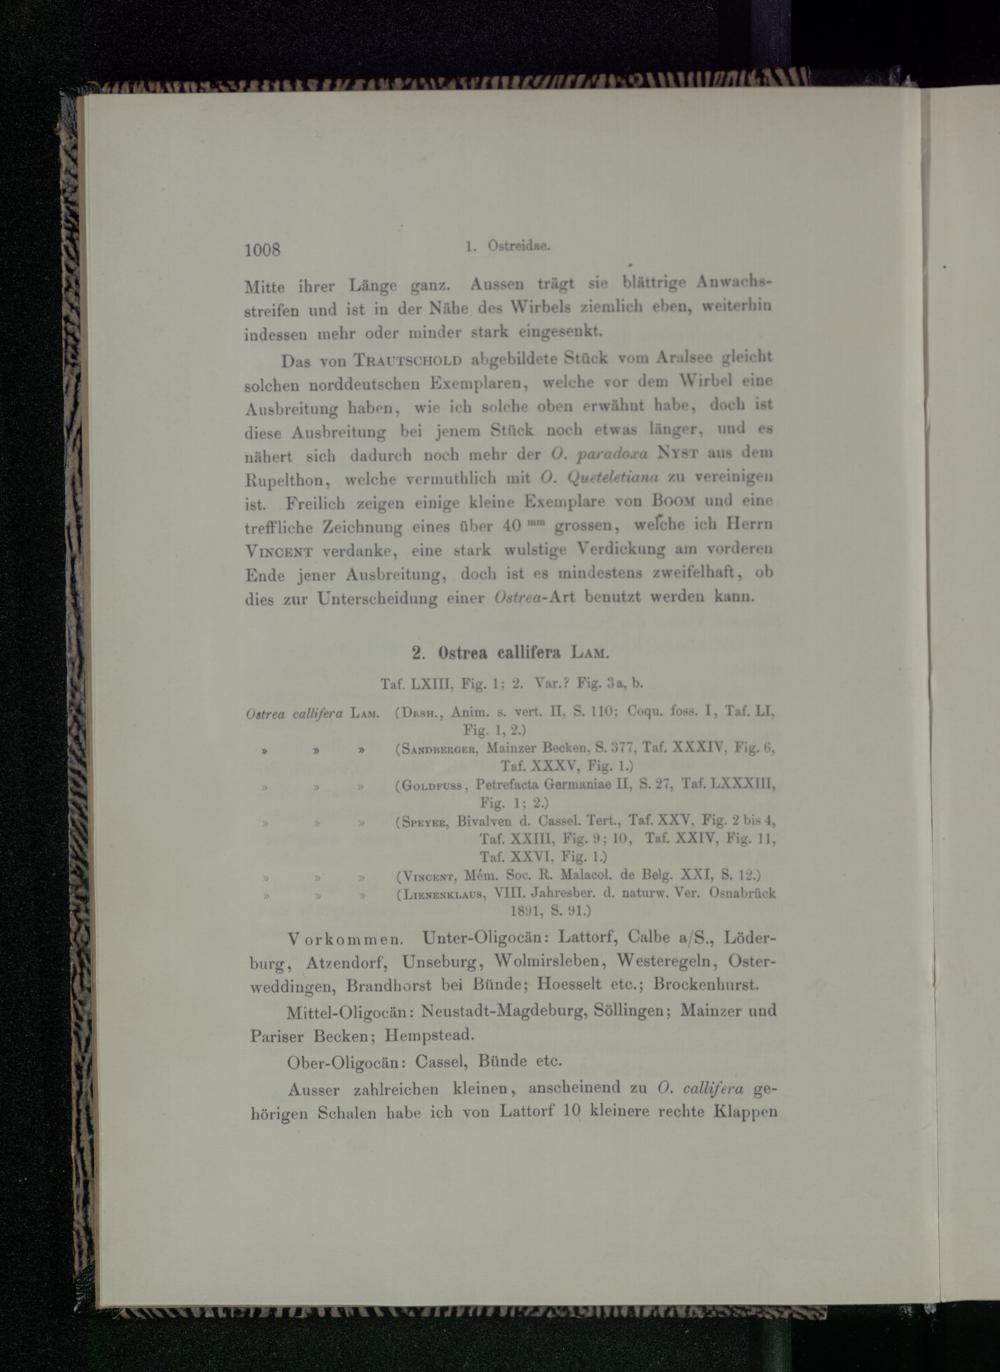 1008 1. Ostreidae.
Mitte ihrer Länge ganz. Aussen trägt sie blättrige Anwachs-
streifen und ist in der Nähe des Wirbels ziemlich eben, weiterhin
indessen mehr oder minder stark eingesenkt.
Das von TRAUTSCHOLD abgebildete Stück vom Aralsee gleicht
solchen norddeutschen Exemplaren, welche vor dem Wirbel eine
Ausbreitung haben, wie ich solche oben erwähnt habe, doch ist
diese Ausbreitung bei jenem Stück noch etwas länger, und es
nähert sich dadurch noch mehr der O. paradoxa NYST aus dem
Rupelthon, welche vermuthlich mit O. Queteletiana zu vereinigen
ist. Freilich zeigen einige kleine Exemplare von BOOM und eine
treffliche Zeichnung eines über 40 mm grossen, welche ich Herrn
VINCENT verdanke, eine stark wulstige Verdickung am vorderen
Ende jener Ausbreitung, doch ist es mindestens zweifelhaft, ob
dies zur Unterscheidung einer Ostrea-Art benutzt werden kann.
2. Ostrea callifera LAM.
Taf. LXIII, Fig. 1; 2. Var.? Fig. 3a, b.
Ostrea callifera LAM. (DESH., Anim. s. vert. II, S. 110; Coqu. foss. I, Taf. LI,
Fig. 1, 2.)
» » » (SANDBERGER, Mainzer Becken, S. 377, Taf. XXXIV, Fig. 6,
Taf. XXXV, Fig. 1.)
» » » (GOLDFUSS, Petrefacta Germaniae II, S. 27, Taf. LXXXIII,
Fig. 1; 2.)
» » » (SPEYER, Bivalven d. Cassel. Tert., Taf. XXV, Fig. 2 bis 4,
Taf. XXIII, Fig. 9; 10, Taf. XXIV, Fig. 11,
Taf. XXVI, Fig. 1.)
» » » (VINCENT, Mém. Soc. R. Malacol. de Belg. XXI, S. 12.)
» » » (LIENENKLAUS, VIII. Jahresber. d. naturw. Ver. Osnabrück
1891, S. 91.)
Vorkommen. Unter-Oligocän: Lattorf, Calbe a/S., Löder-
burg, Atzendorf, Unseburg, Wolmirsleben, Westeregeln, Oster-
weddingen, Brandhorst bei Bünde; Hoesselt etc.; Brockenhurst.
Mittel-Oligocän: Neustadt-Magdeburg, Söllingen; Mainzer und
Pariser Becken; Hempstead.
Ober-Oligocän: Cassel, Bünde etc.
Ausser zahlreichen kleinen, anscheinend zu O. callifera ge-
hörigen Schalen habe ich von Lattorf 10 kleinere rechte Klappen